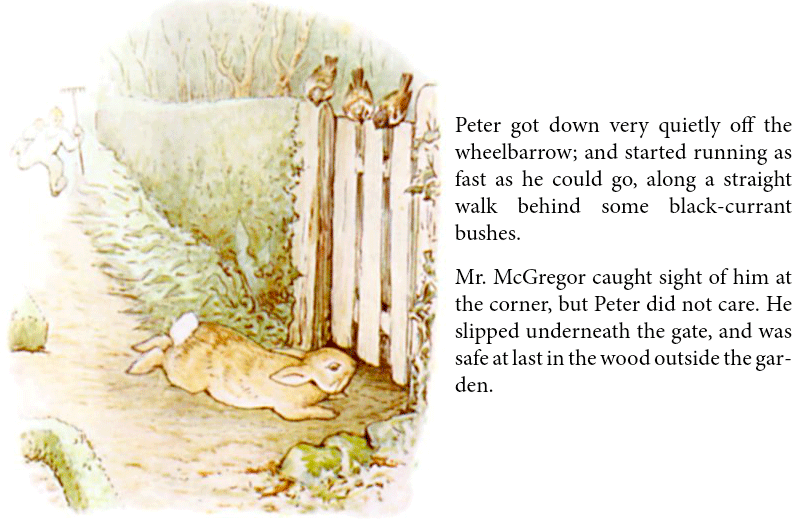 Peter got down very quietly off the
wheelbarrow; and started running as
fast as he could go, along a straight
walk behind some black-currant
bushes.
Mr. McGregor caught sight of him at
the corner, but Peter did not care. He
slipped underneath the gate, and was
safe at last in the wood outside the gar-
den.